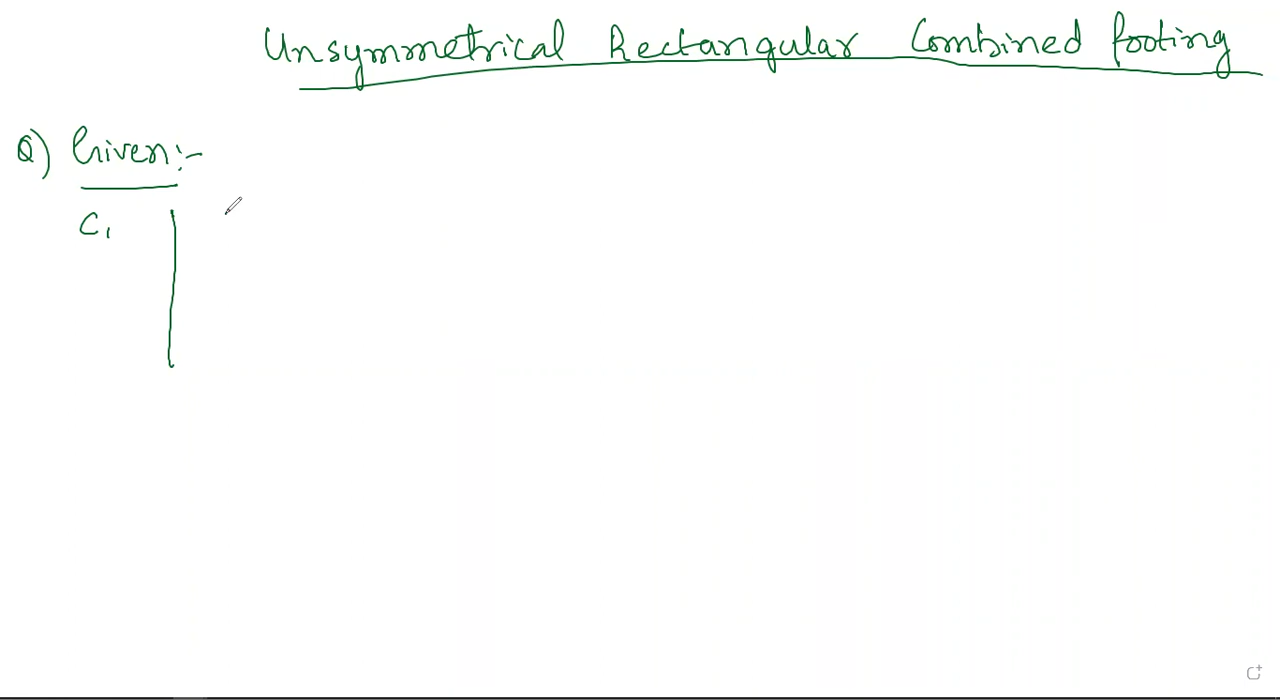 Unsymmetrical Rectangular Combined footing
Q) Given:-
C₁